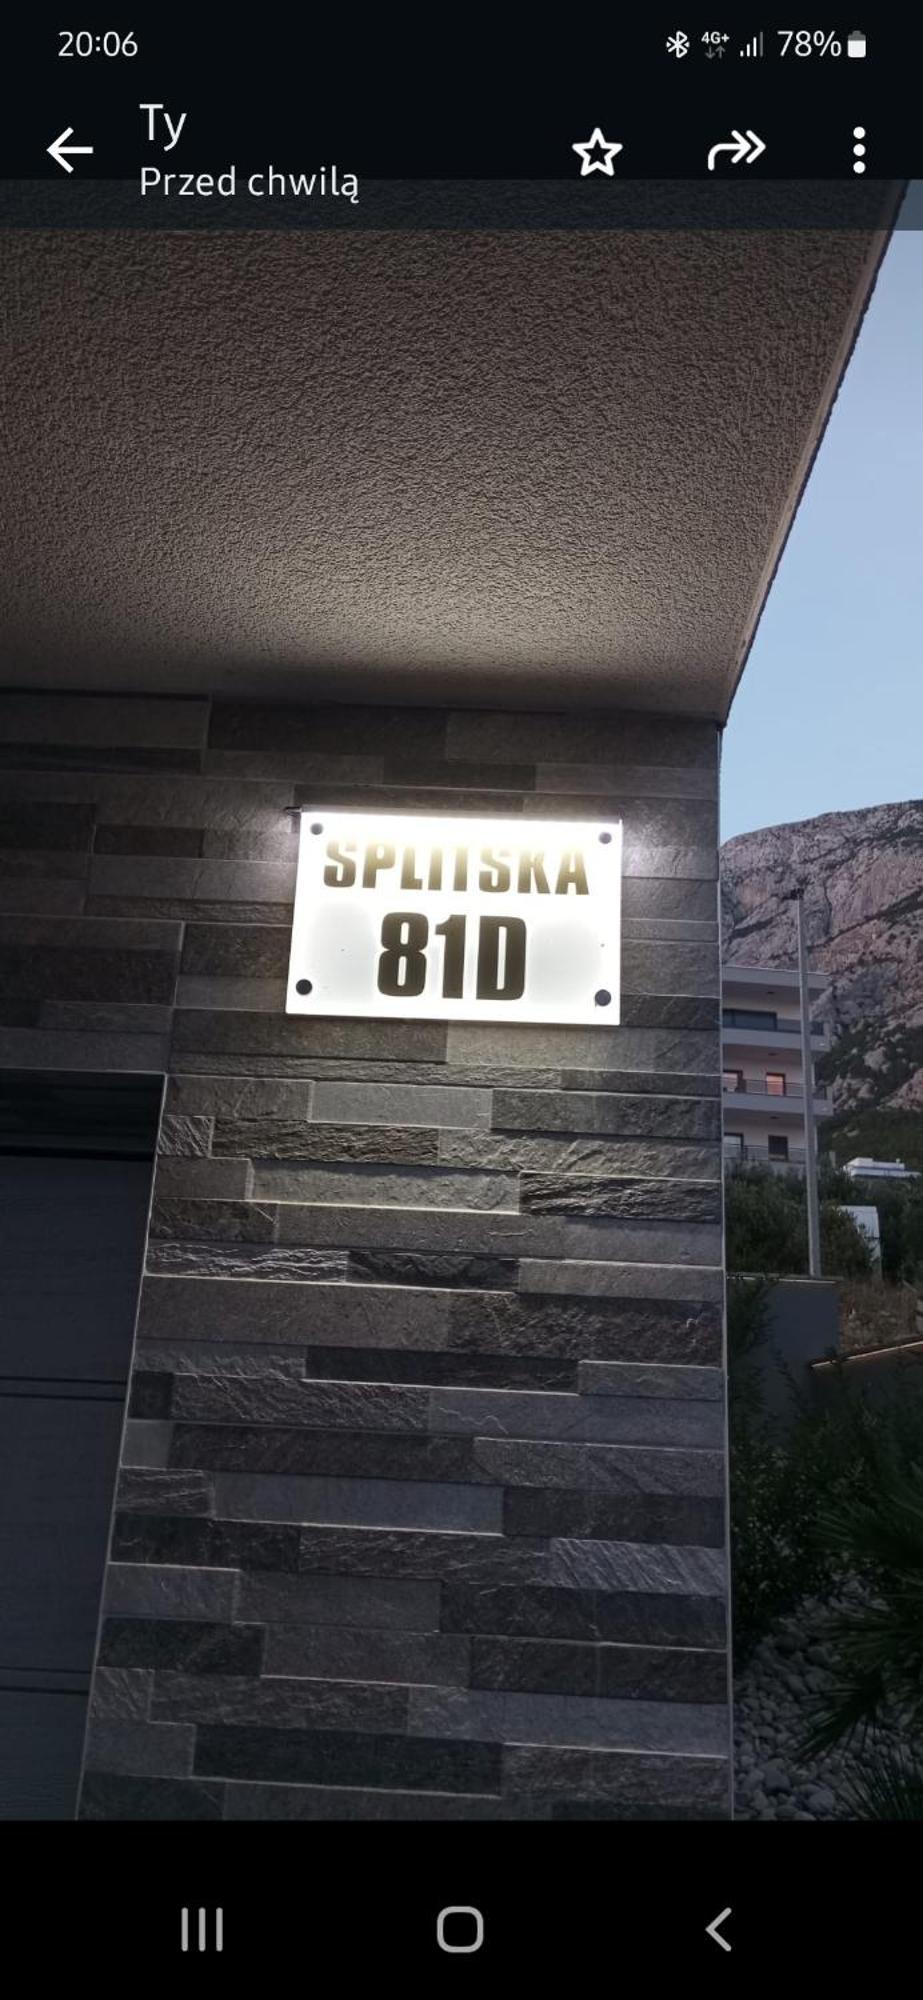 20:06
4G+
78%
Ty
Przed chwilą
SPLITSKA
81D